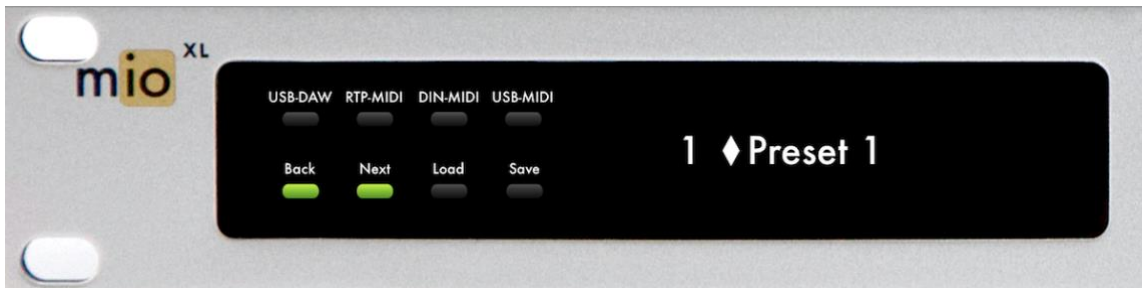 mio XL
USB-DAW RTP-MIDI DIN-MIDI USB-MIDI
Back Next Load Save
1 ♦ Preset 1